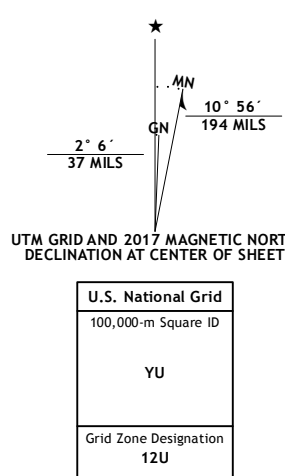 ★
MN
10° 56´
194 MILS
GN
2° 6´
37 MILS
UTM GRID AND 2017 MAGNETIC NORT
DECLINATION AT CENTER OF SHEET
U.S. National Grid
100,000-m Square ID
YU
Grid Zone Designation
12U